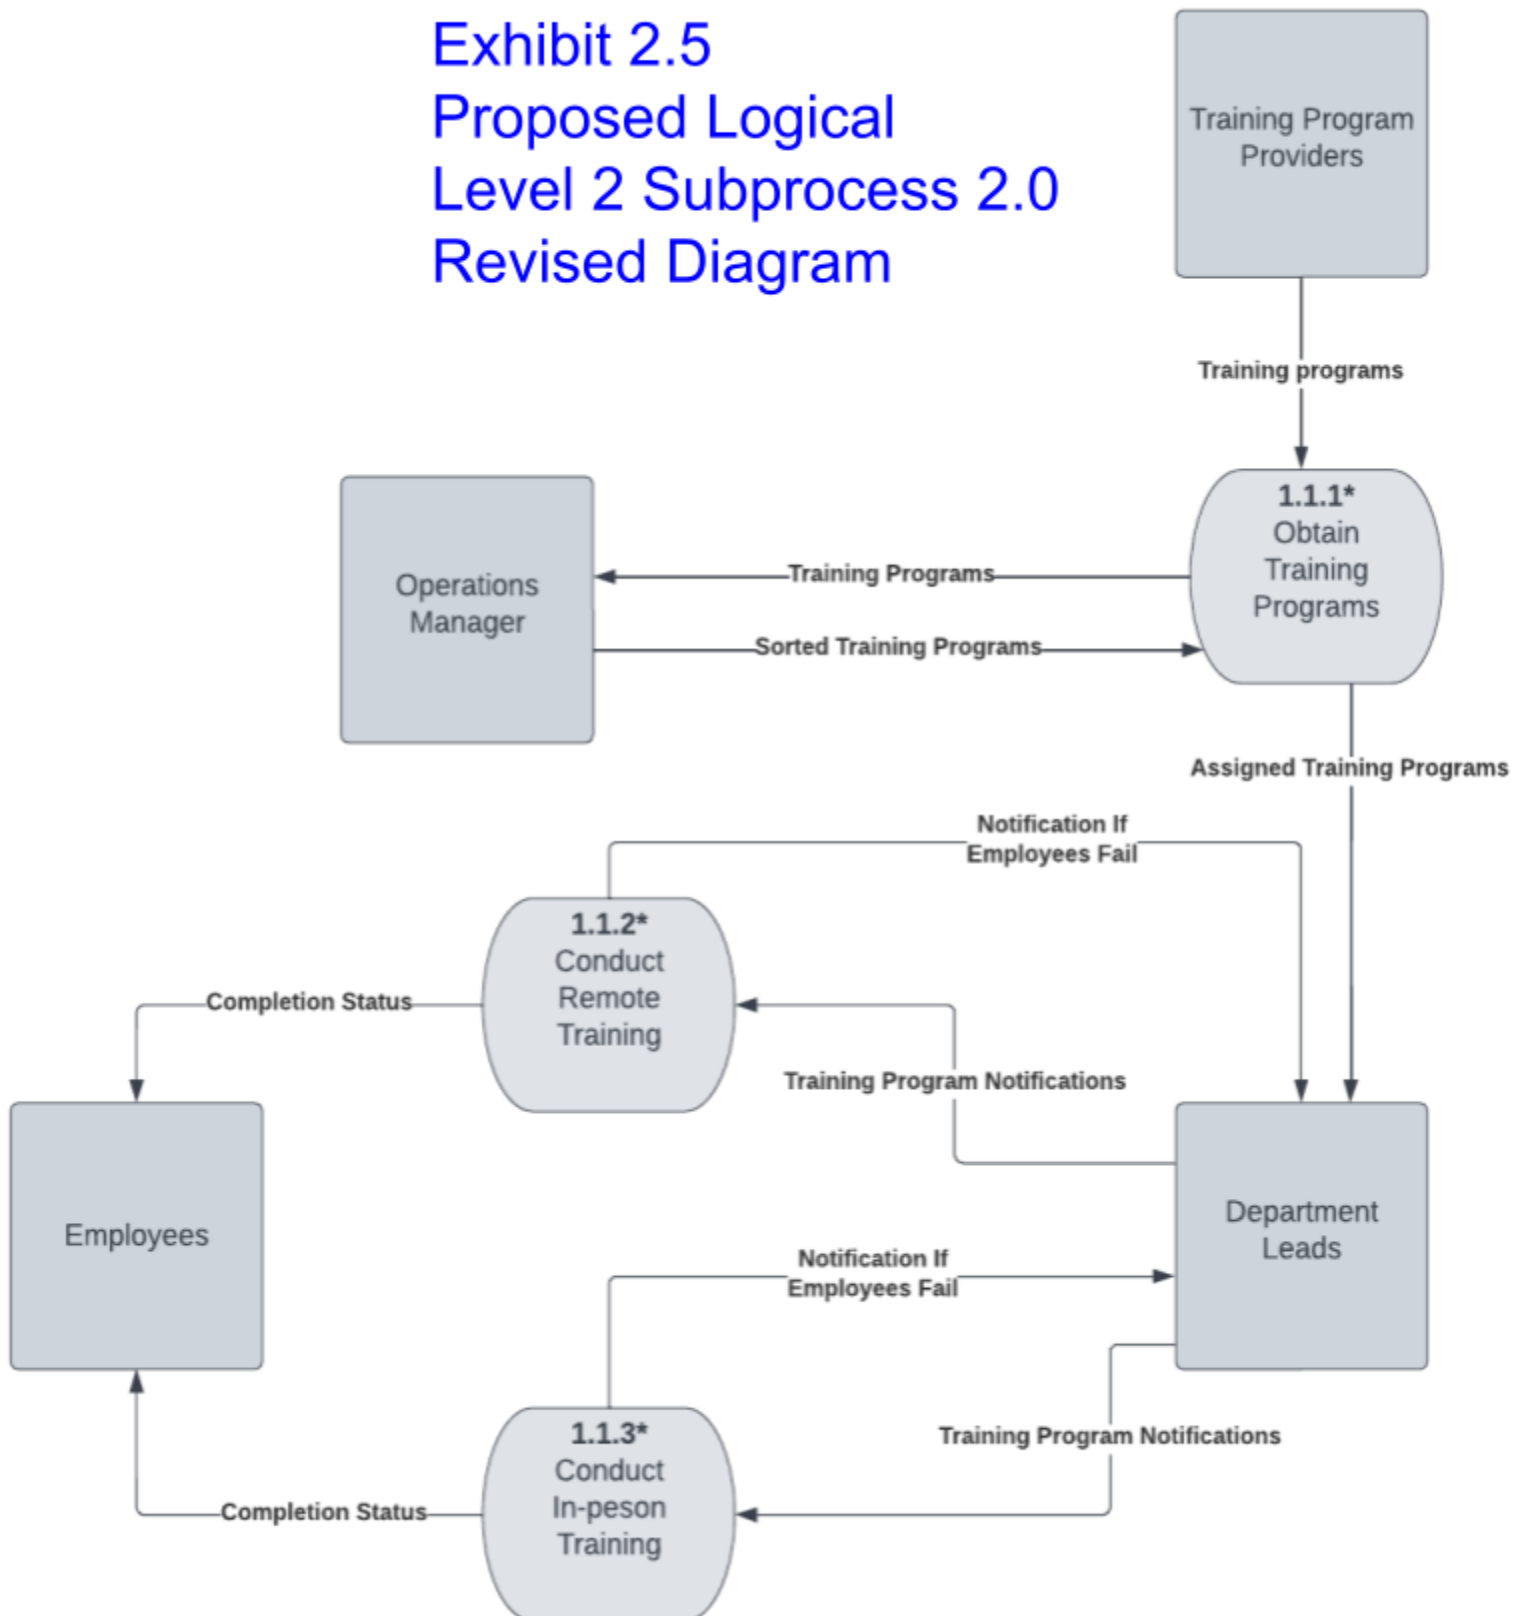 Exhibit 2.5
Proposed Logical
Level 2 Subprocess 2.0
Revised Diagram
Training Program
Providers
Training programs
1.1.1*
Obtain
Training
Programs
Operations
Manager
Training Programs
Sorted Training Programs
Assigned Training Programs
Notification If
Employees Fail
1.1.2*
Conduct
Remote
Training
Completion Status
Training Program Notifications
Employees
Department
Leads
Notification If
Employees Fail
1.1.3*
Conduct
In-peson
Training
Training Program Notifications
Completion Status